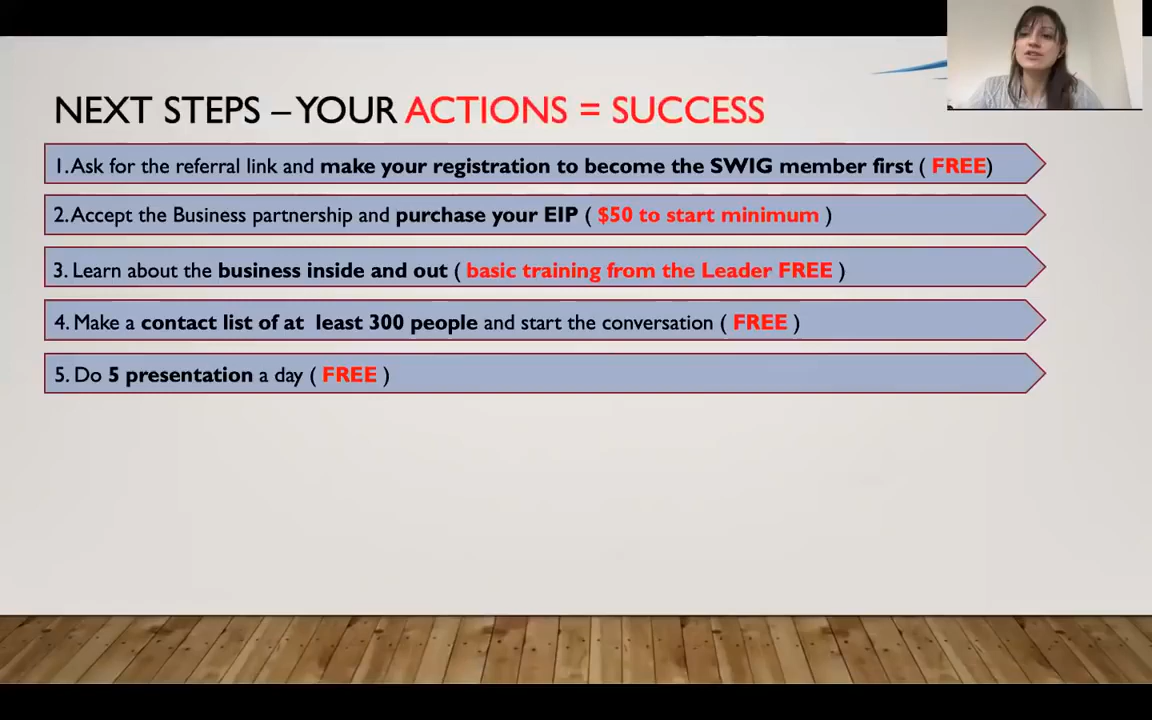 NEXT STEPS – YOUR ACTIONS = SUCCESS
1. Ask for the referral link and make your registration to become the SWIG member first ( FREE)
2. Accept the Business partnership and purchase your EIP ( $50 to start minimum )
3. Learn about the business inside and out ( basic training from the Leader FREE )
4. Make a contact list of at least 300 people and start the conversation ( FREE )
5. Do 5 presentation a day ( FREE )